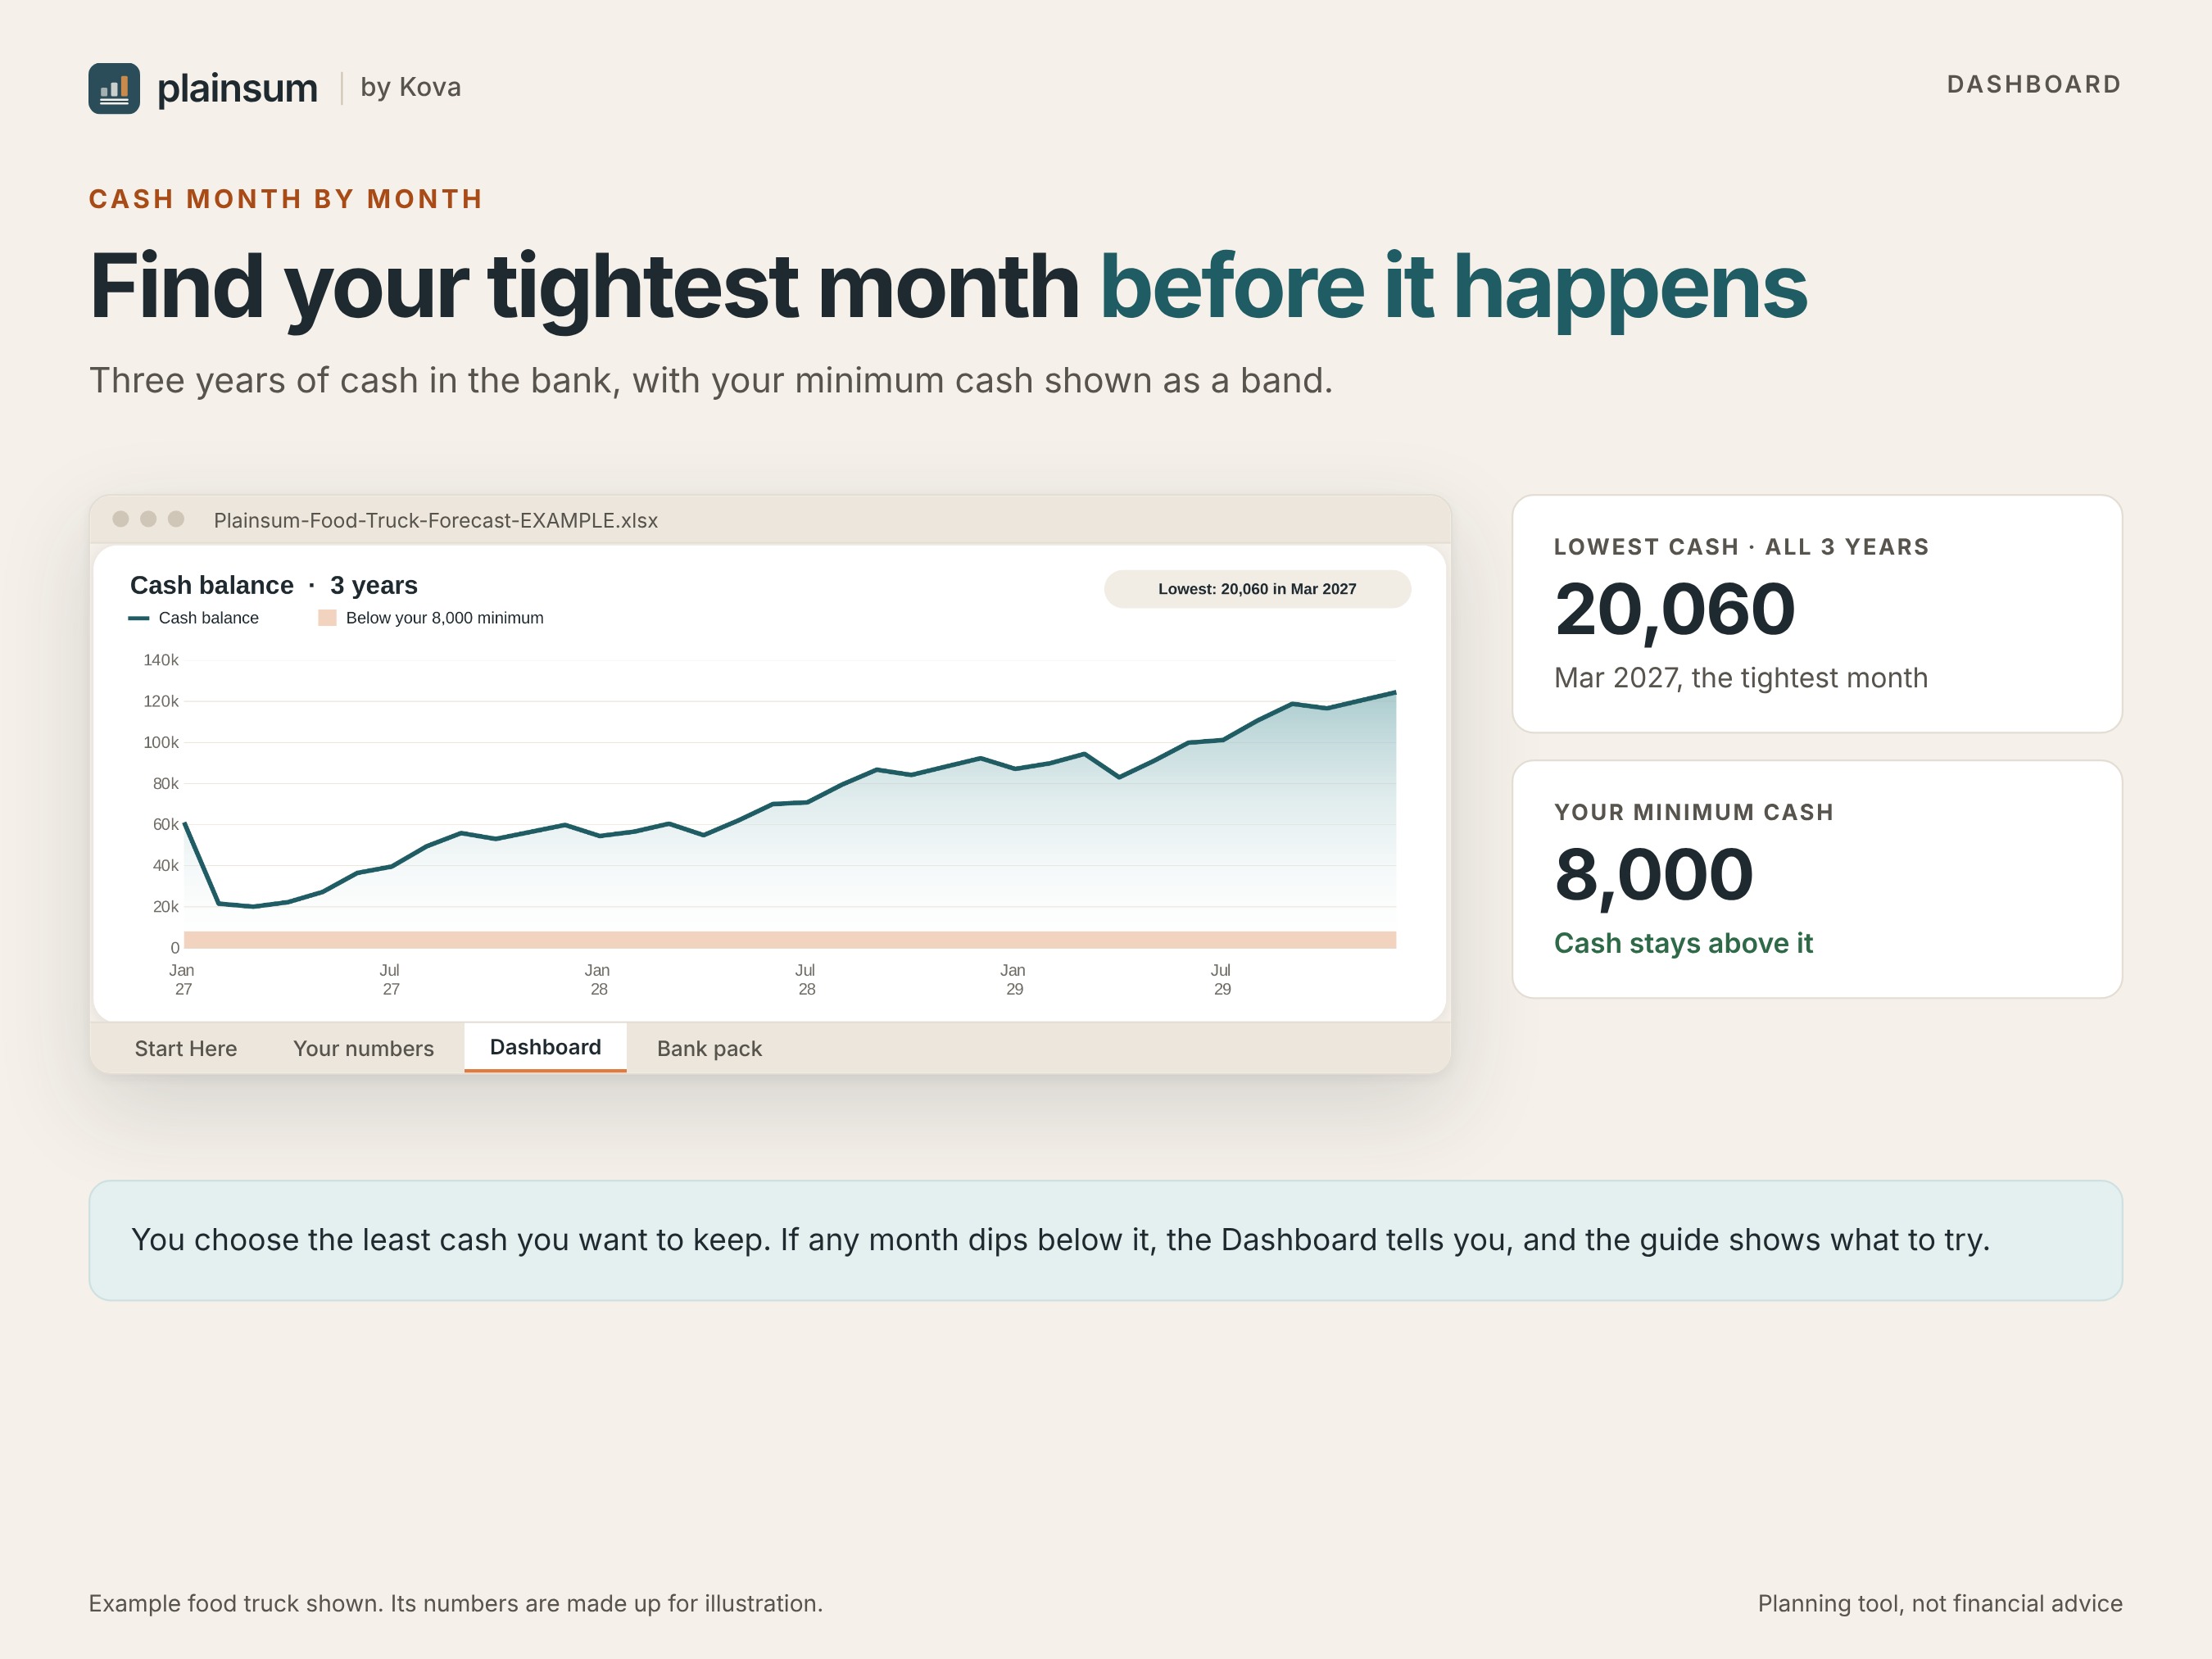 plainsum by Kova
DASHBOARD
CASH MONTH BY MONTH
Find your tightest month before it happens
Three years of cash in the bank, with your minimum cash shown as a band.
Plainsum-Food-Truck-Forecast-EXAMPLE.xlsx
Cash balance · 3 years
Lowest: 20,060 in Mar 2027
Cash balance
Below your 8,000 minimum
140k
120k
100k
80k
60k
40k
20k
0
Jan 27
Jul 27
Jan 28
Jul 28
Jan 29
Jul 29
Start Here
Your numbers
Dashboard
Bank pack
LOWEST CASH · ALL 3 YEARS
20,060
Mar 2027, the tightest month
YOUR MINIMUM CASH
8,000
Cash stays above it
You choose the least cash you want to keep. If any month dips below it, the Dashboard tells you, and the guide shows what to try.
Example food truck shown. Its numbers are made up for illustration.
Planning tool, not financial advice